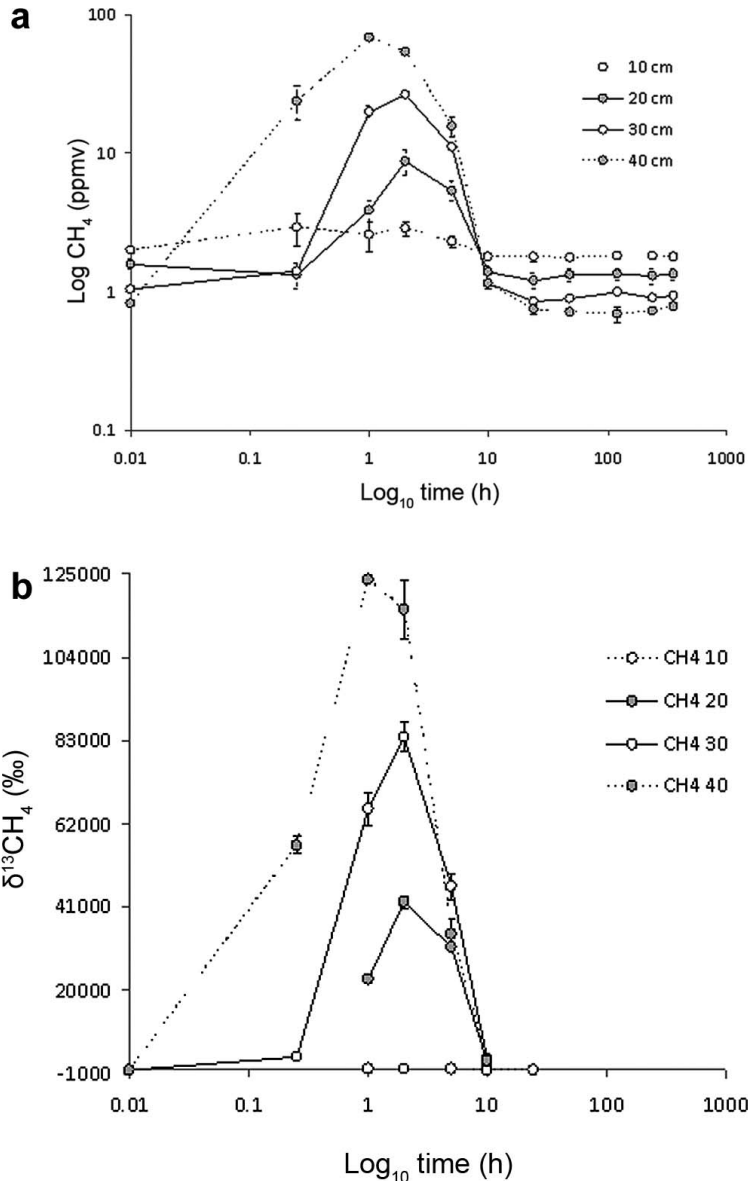 a
100
10
1
0.1
Log CH₄ (ppmv)
10 cm
20 cm
30 cm
40 cm
0.01 0.1 1 10 100 1000
Log₁₀ time (h)
b
125000
104000
83000
62000
41000
20000
-1000
δ¹³CH₄ (‰)
CH4 10
CH4 20
CH4 30
CH4 40
0.01 0.1 1 10 100 1000
Log₁₀ time (h)